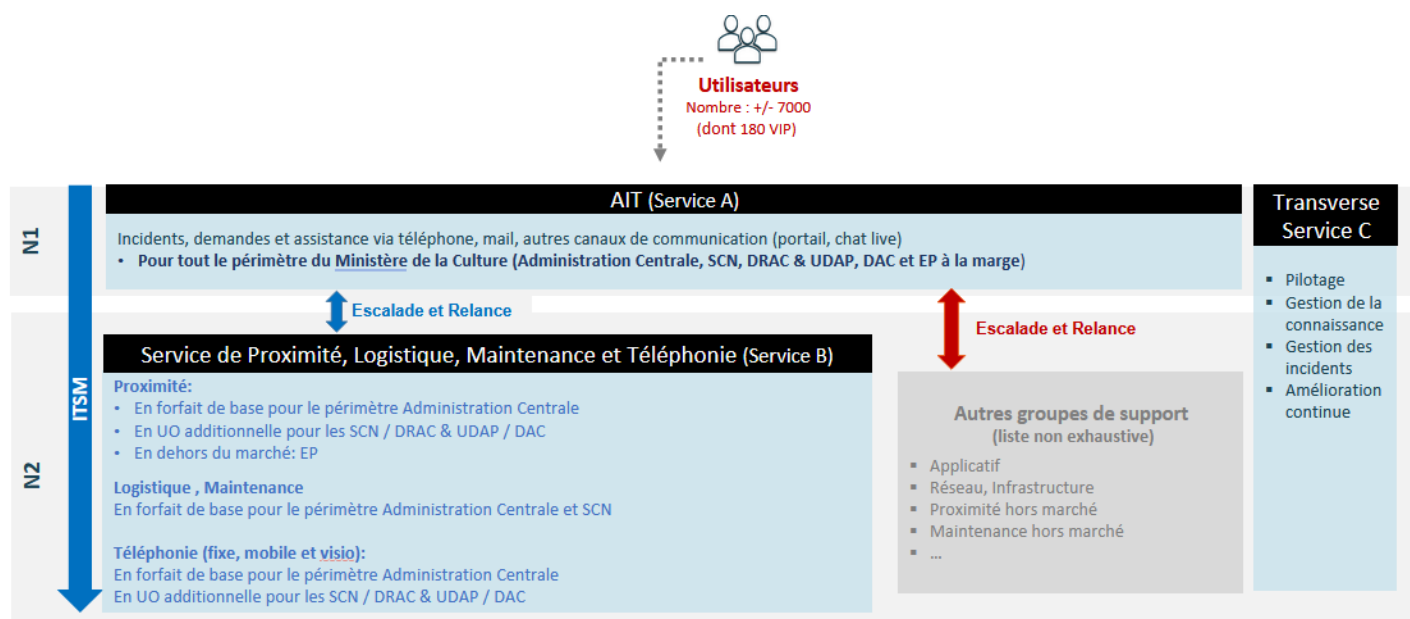 Utilisateurs
Nombre : +/- 7000
(dont 180 VIP)
N1
ITSM
AIT (Service A)
Incidents, demandes et assistance via téléphone, mail, autres canaux de communication (portail, chat live)
• Pour tout le périmètre du Ministère de la Culture (Administration Centrale, SCN, DRAC & UDAP, DAC et EP à la marge)
Escalade et Relance
Escalade et Relance
N2
Service de Proximité, Logistique, Maintenance et Téléphonie (Service B)
Proximité:
• En forfait de base pour le périmètre Administration Centrale
• En UO additionnelle pour les SCN / DRAC & UDAP / DAC
• En dehors du marché: EP
Logistique , Maintenance
En forfait de base pour le périmètre Administration Centrale et SCN
Téléphonie (fixe, mobile et visio):
En forfait de base pour le périmètre Administration Centrale
En UO additionnelle pour les SCN / DRAC & UDAP / DAC
Autres groupes de support
(liste non exhaustive)
▪ Applicatif
▪ Réseau, Infrastructure
▪ Proximité hors marché
▪ Maintenance hors marché
▪ …
Transverse
Service C
▪ Pilotage
▪ Gestion de la
connaissance
▪ Gestion des
incidents
▪ Amélioration
continue